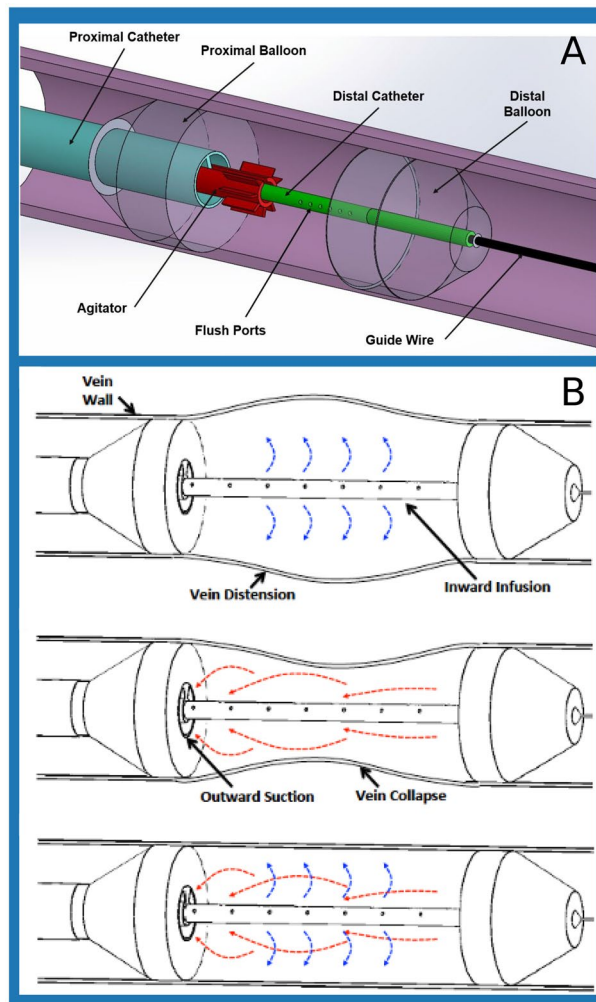 A
Proximal Catheter
Proximal Balloon
Distal Catheter
Distal
Balloon
Agitator
Flush Ports
Guide Wire
B
Vein
Wall
Vein Distension
Inward Infusion
Outward Suction
Vein Collapse